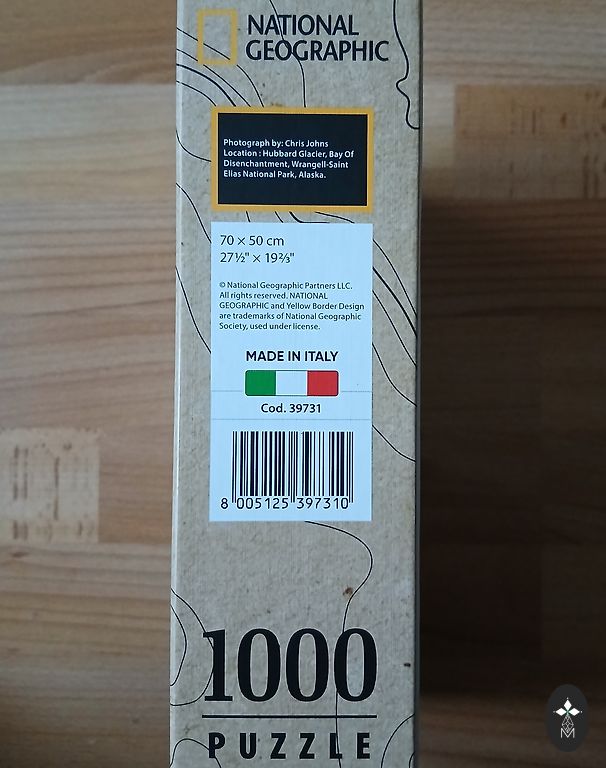 NATIONAL
GEOGRAPHIC
Photograph by: Chris Johns
Location : Hubbard Glacier, Bay Of
Disenchantment, Wrangell-Saint
Elias National Park, Alaska.
70 × 50 cm
27½" × 19⅔"
© National Geographic Partners LLC.
All rights reserved. NATIONAL
GEOGRAPHIC and Yellow Border Design
are trademarks of National Geographic
Society, used under license.
MADE IN ITALY
Cod. 39731
8 005125 397310
1000
PUZZLE
M